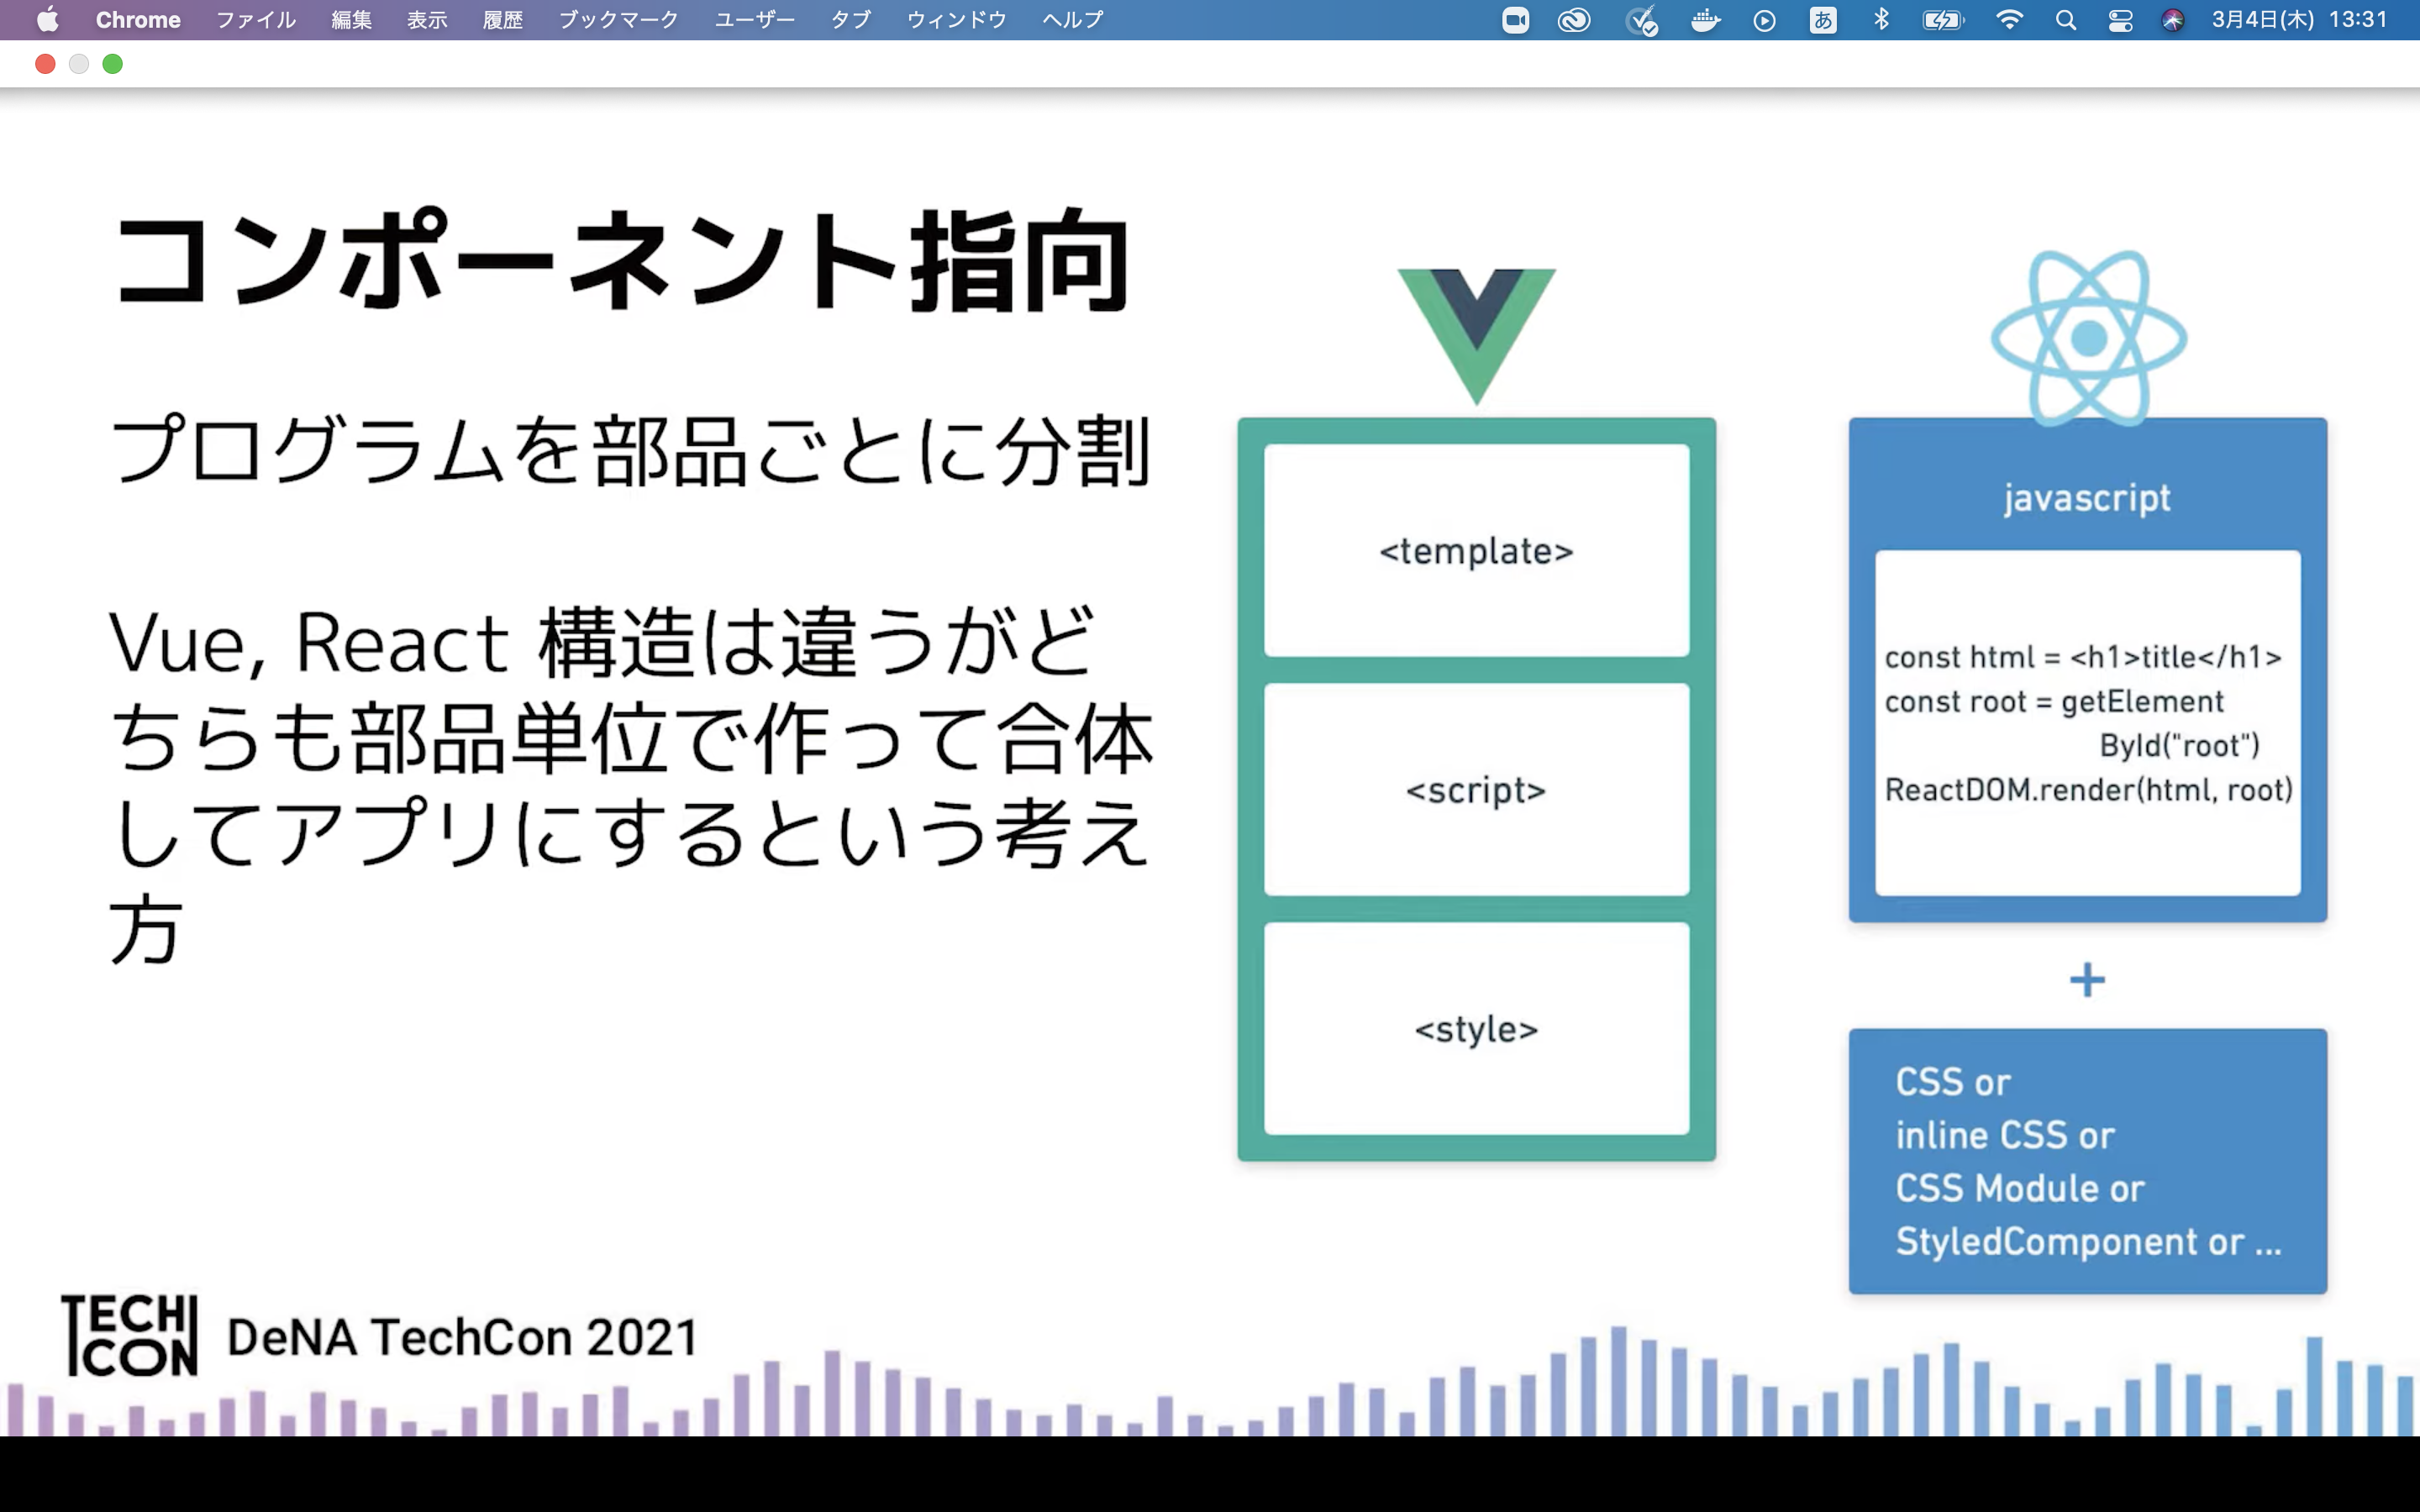 Chrome ファイル 編集 表示 履歴 ブックマーク ユーザー タブ ウィンドウ ヘルプ あ 3月4日(木) 13:31
コンポーネント指向
プログラムを部品ごとに分割
Vue, React 構造は違うがど
ちらも部品単位で作って合体
してアプリにするという考え
方
<template>
<script>
<style>
javascript
const html = <h1>title</h1>
const root = getElement
ById("root")
ReactDOM.render(html, root)
+
CSS or
inline CSS or
CSS Module or
StyledComponent or ...
TECH
CON
DeNA TechCon 2021